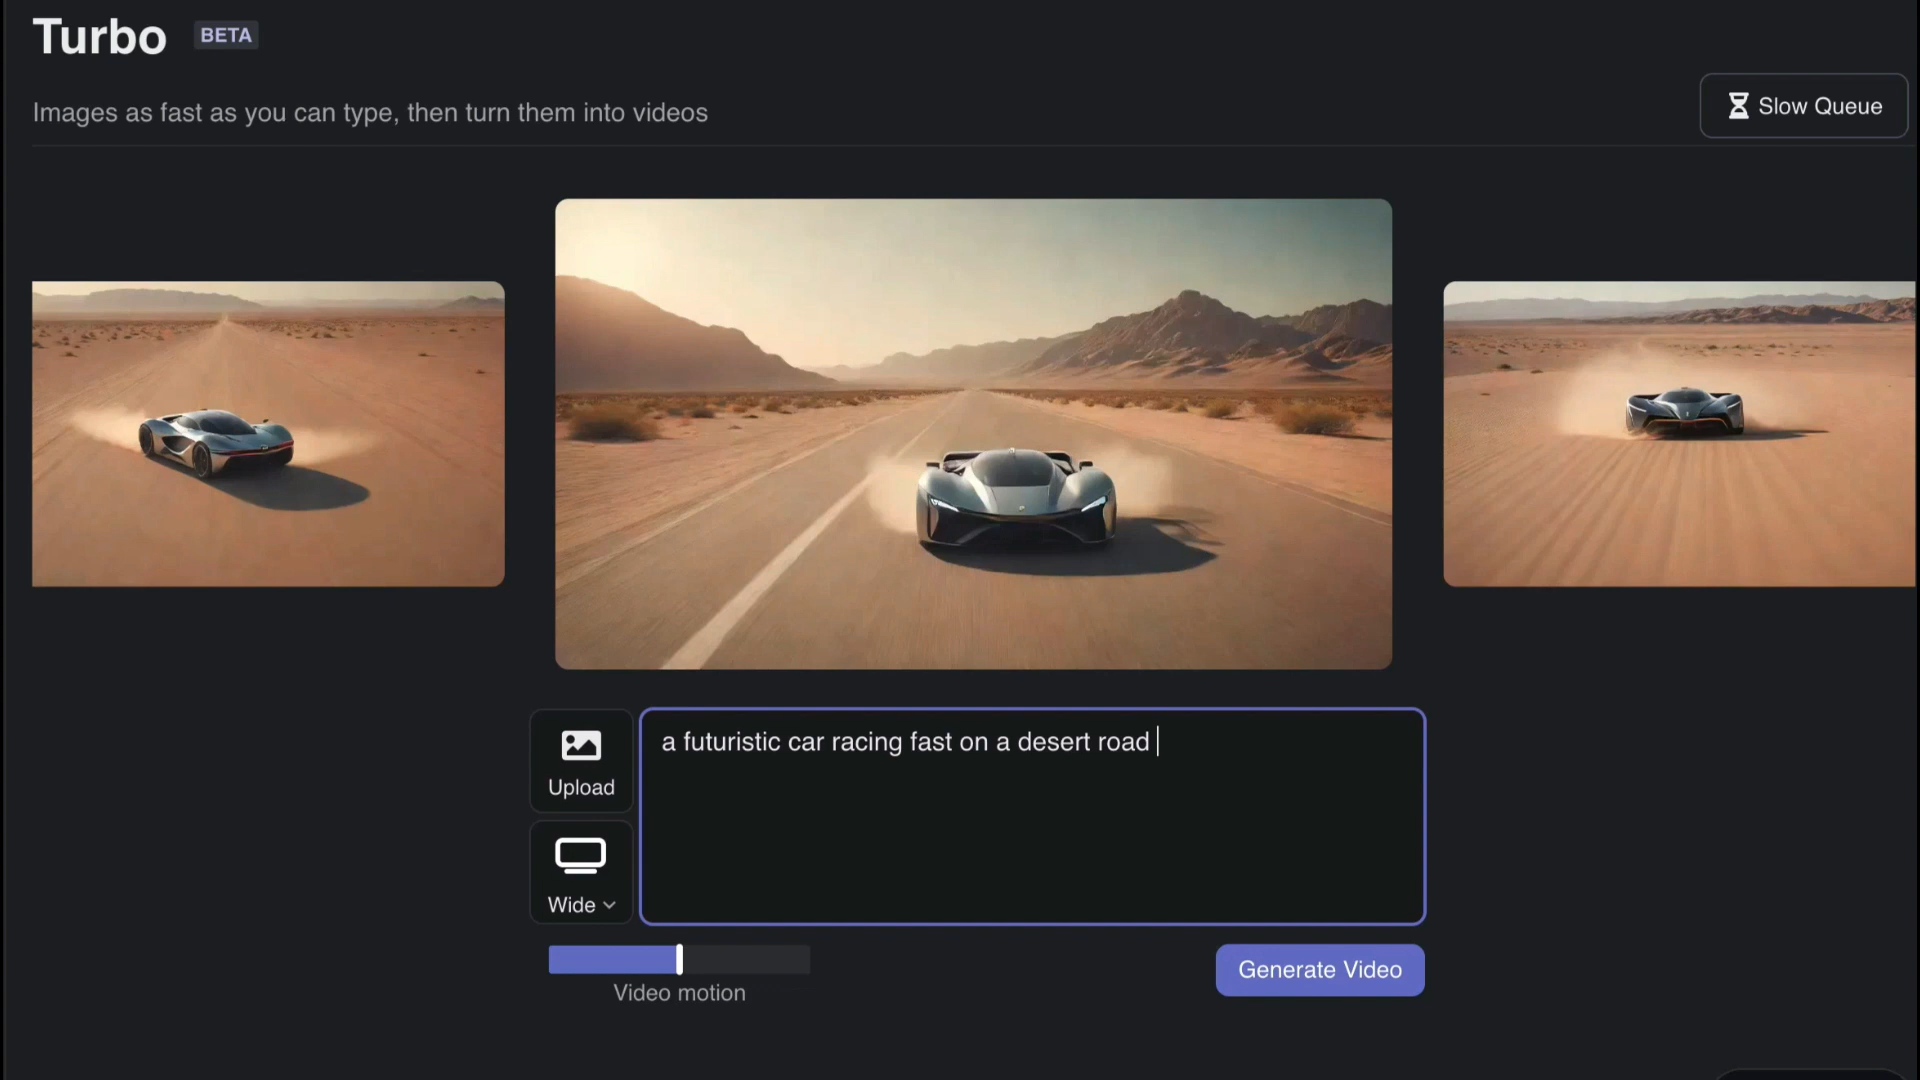 Turbo BETA
Images as fast as you can type, then turn them into videos
Slow Queue
a futuristic car racing fast on a desert road
Upload
Wide
Video motion
Generate Video